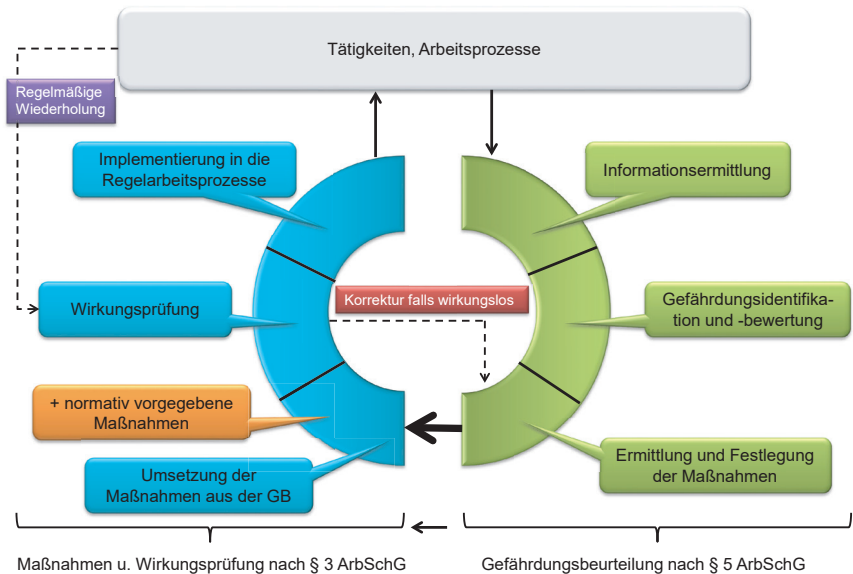 Tätigkeiten, Arbeitsprozesse
Regelmäßige
Wiederholung
Implementierung in die
Regelarbeitsprozesse
Informationsermittlung
Wirkungsprüfung
Korrektur falls wirkungslos
Gefährdungsidentifika-
tion und -bewertung
+ normativ vorgegebene
Maßnahmen
Umsetzung der
Maßnahmen aus der GB
Ermittlung und Festlegung
der Maßnahmen
Maßnahmen u. Wirkungsprüfung nach § 3 ArbSchG
Gefährdungsbeurteilung nach § 5 ArbSchG